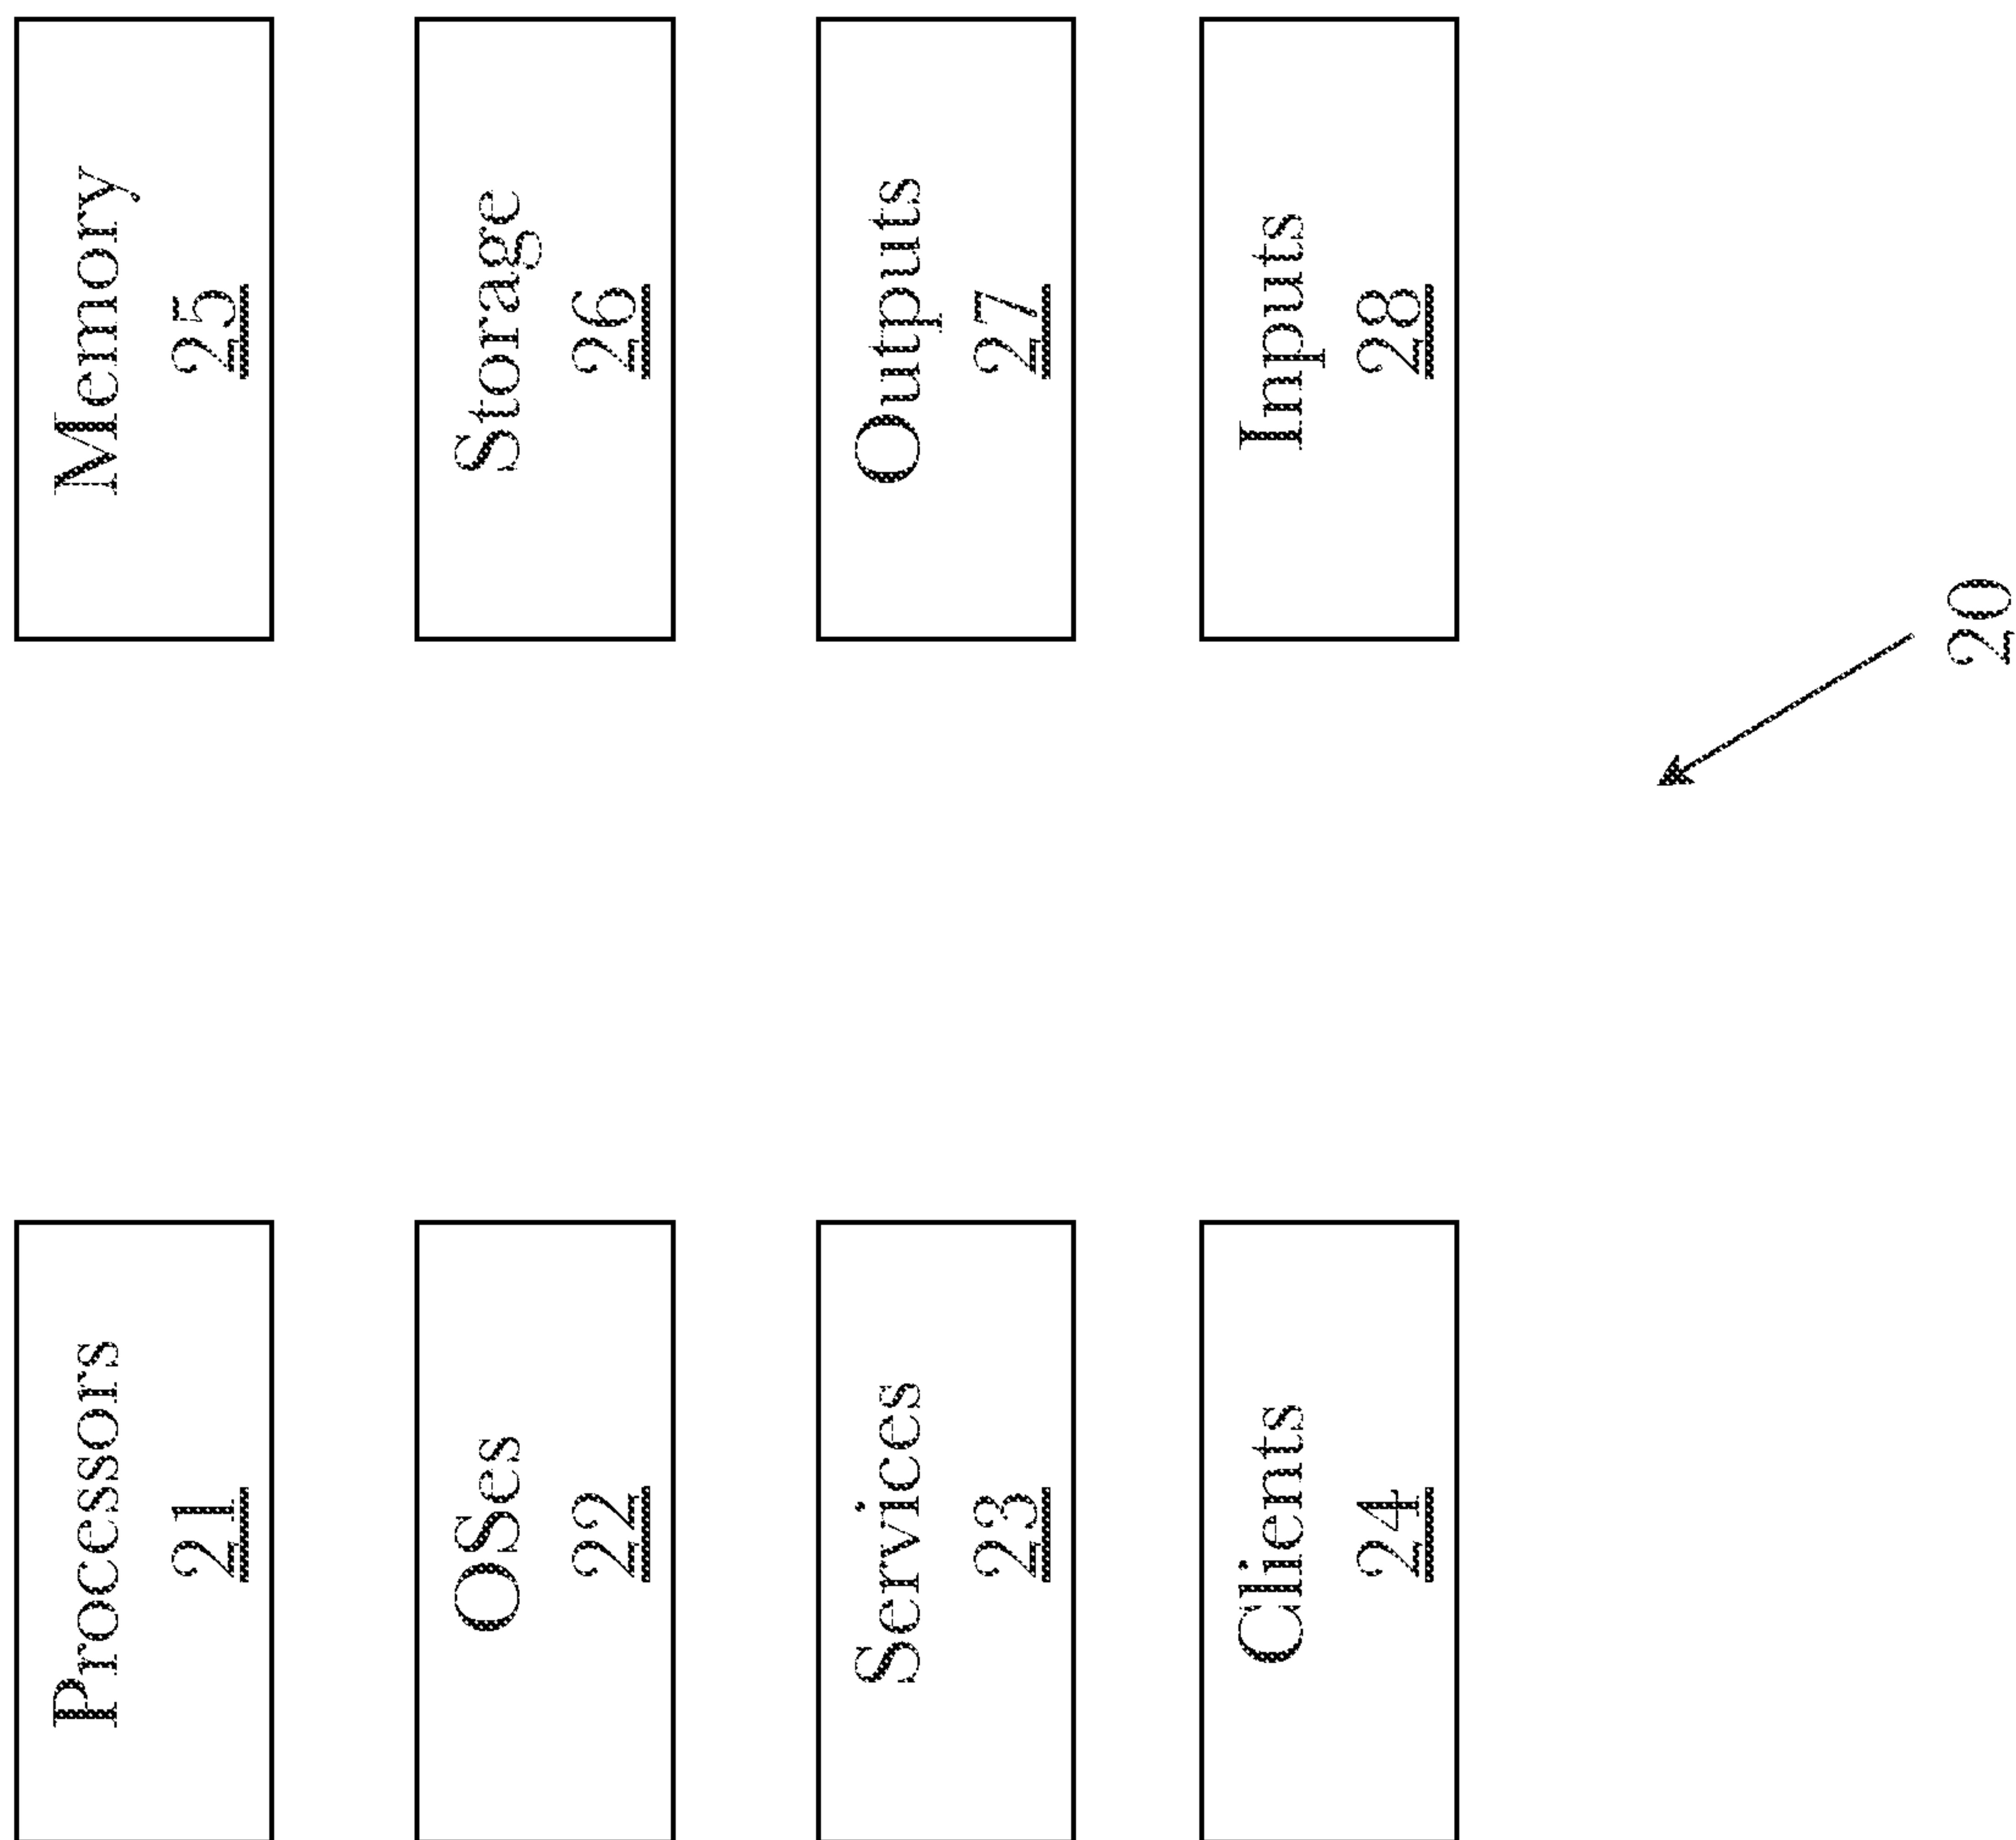 Processors
21
Memory
25
OSes
22
Storage
26
Services
23
Outputs
27
Clients
24
Inputs
28
20